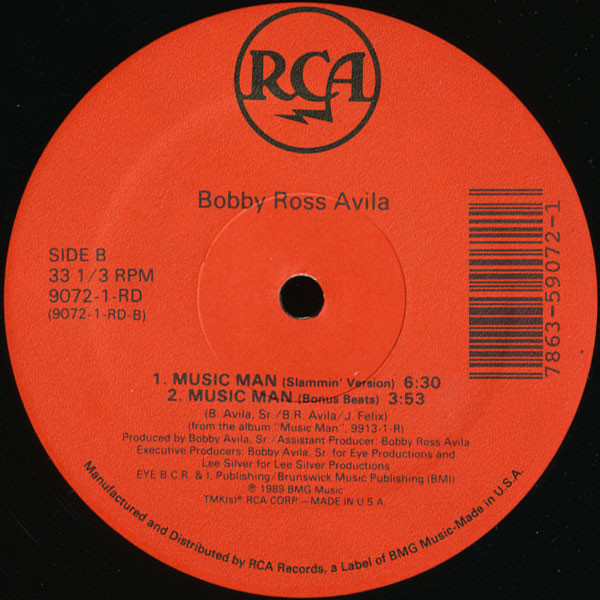 RCA
Bobby Ross Avila
SIDE B
33 1/3 RPM
9072-1-RD
(9072-1-RD-B)
7863-59072-1
1. MUSIC MAN (Slammin' Version) 6:30
2. MUSIC MAN (Bonus Beats) 3:53
(B. Avila, Sr./B.R. Avila/J. Felix)
(from the album "Music Man", 9913-1-R)
Produced by Bobby Avila, Sr./Assistant Producer: Bobby Ross Avila
Executive Producers: Bobby Avila, Sr. for Eye Productions and
Lee Silver for Lee Silver Productions
EYE B.C.R. & I. Publishing/Brunswick Music Publishing (BMI)
℗ 1989 BMG Music
TMK(s)® RCA CORP.—MADE IN U.S.A.
Manufactured and Distributed by RCA Records, a Label of BMG Music-Made in U.S.A.